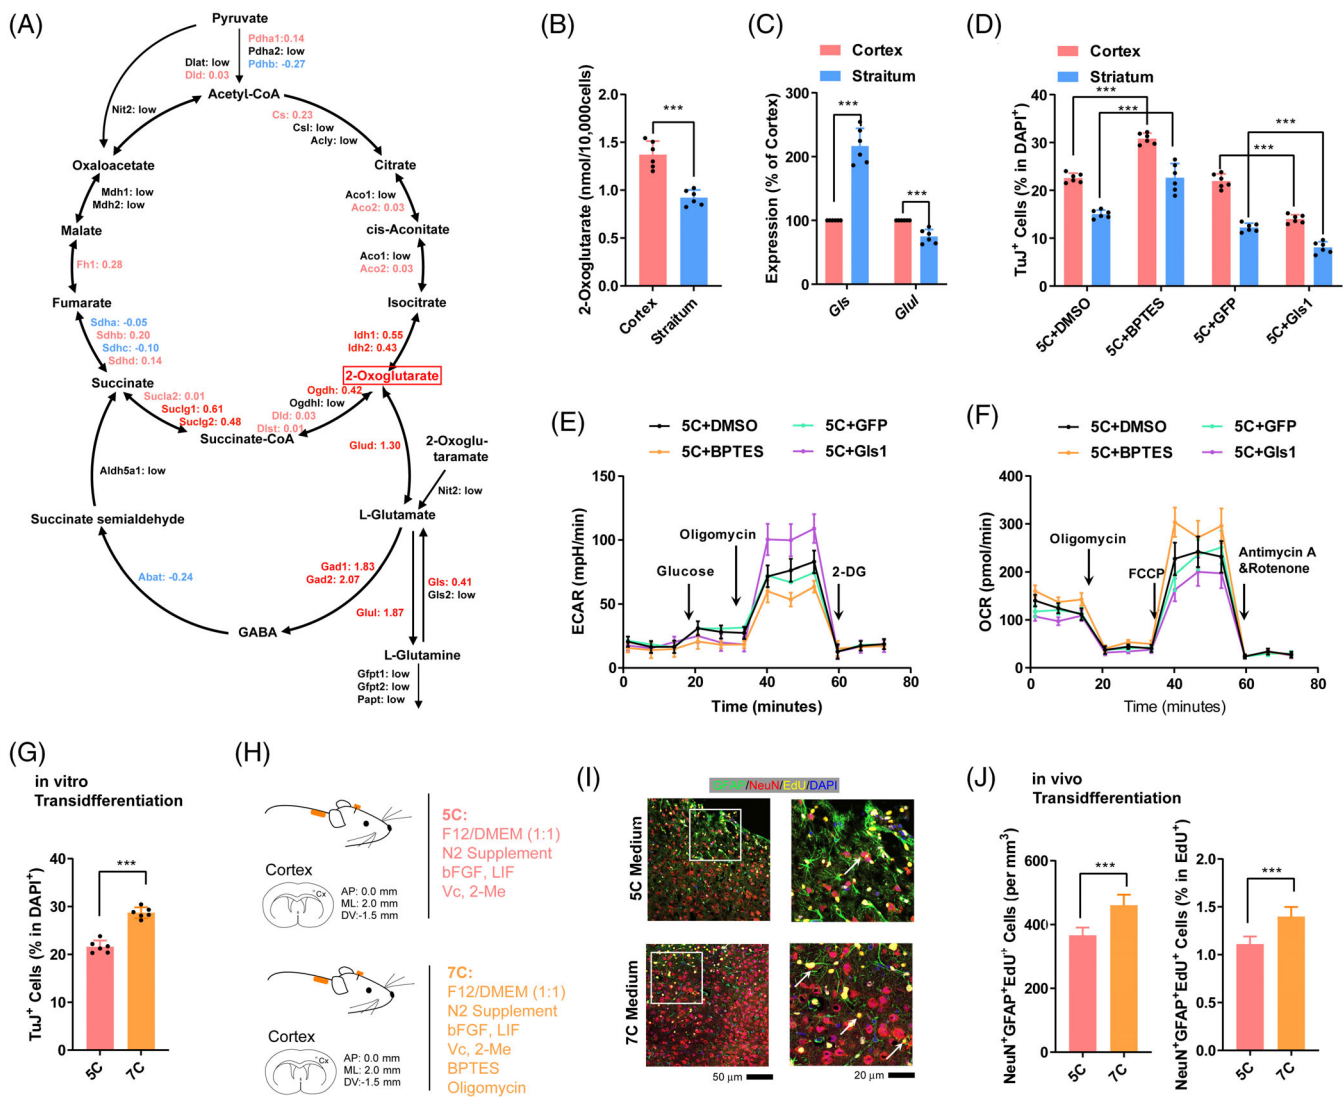 (A)
Pyruvate
Pdha1:0.14
Pdha2: low
Pdhb: -0.27
Dlat: low
Dld: 0.03
Acetyl-CoA
Nit2: low
Cs: 0.23
Csl: low
Acly: low
Oxaloacetate
Citrate
Mdh1: low
Mdh2: low
Aco1: low
Aco2: 0.03
Malate
cis-Aconitate
Fh1: 0.28
Aco1: low
Aco2: 0.03
Fumarate
Isocitrate
Sdha: -0.05
Sdhb: 0.20
Sdhc: -0.10
Sdhd: 0.14
Idh1: 0.55
Idh2: 0.43
2-Oxoglutarate
Succinate
Ogdh: 0.42
Ogdhl: low
Dld: 0.03
Dlst: 0.01
Sucla2: 0.01
Suclg1: 0.61
Suclg2: 0.48
Succinate-CoA
Glud: 1.30
2-Oxoglu-
taramate
Nit2: low
Aldh5a1: low
Succinate semialdehyde
L-Glutamate
Abat: -0.24
Gad1: 1.83
Gad2: 2.07
Gls: 0.41
Gls2: low
Glul: 1.87
GABA
L-Glutamine
Gfpt1: low
Gfpt2: low
Papt: low
(B)
2-Oxoglutarate (nmol/10,000cells)
2.0
1.5
1.0
0.5
0.0
***
Cortex
Straitum
(C)
Cortex
Straitum
Expression (% of Cortex)
300
200
100
0
***
***
Gls
Glul
(D)
Cortex
Striatum
TuJ+ Cells (% in DAPI+)
40
30
20
10
0
***
***
***
***
5C+DMSO
5C+BPTES
5C+GFP
5C+Gls1
(E)
5C+DMSO
5C+GFP
5C+BPTES
5C+Gls1
ECAR (mpH/min)
150
100
50
0
Glucose
Oligomycin
2-DG
0
20
40
60
80
Time (minutes)
(F)
5C+DMSO
5C+GFP
5C+BPTES
5C+Gls1
OCR (pmol/min)
400
300
200
100
0
Oligomycin
FCCP
Antimycin A
&Rotenone
0
20
40
60
80
Time (minutes)
(G)
in vitro
Transidfferentiation
TuJ+ Cells (% in DAPI+)
40
30
20
10
0
***
5C
7C
(H)
Cortex
Cx
AP: 0.0 mm
ML: 2.0 mm
DV:-1.5 mm
5C:
F12/DMEM (1:1)
N2 Supplement
bFGF, LIF
Vc, 2-Me
Cortex
Cx
AP: 0.0 mm
ML: 2.0 mm
DV:-1.5 mm
7C:
F12/DMEM (1:1)
N2 Supplement
bFGF, LIF
Vc, 2-Me
BPTES
Oligomycin
(I)
GFAP/NeuN/EdU/DAPI
5C Medium
7C Medium
50 μm
20 μm
(J)
in vivo
Transidfferentiation
NeuN+GFAP+EdU+ Cells (per mm3)
600
400
200
0
***
5C
7C
NeuN+GFAP+EdU+ Cells (% in EdU+)
2.0
1.5
1.0
0.5
0.0
***
5C
7C